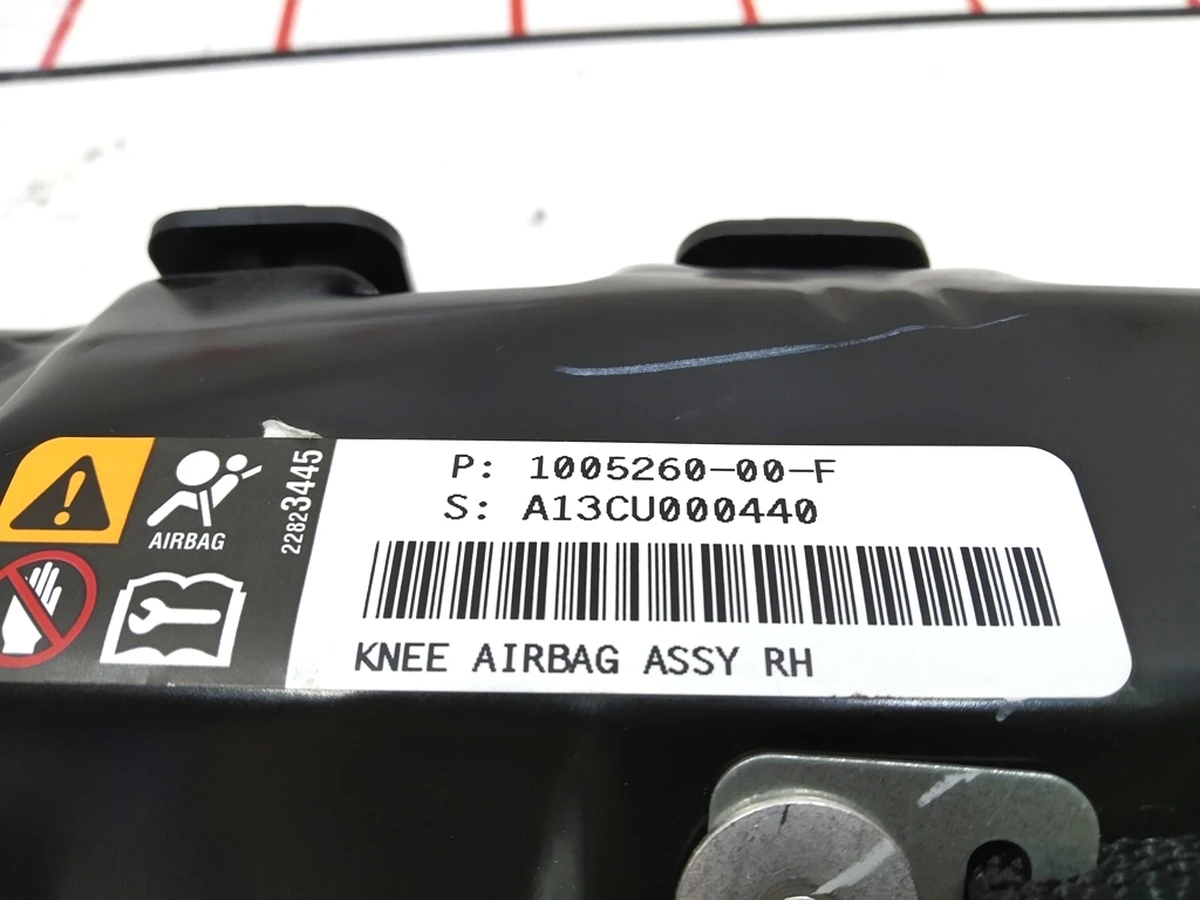 P: 1005260-00-F
S: A13CU000440
KNEE AIRBAG ASSY RH
AIRBAG
22823445